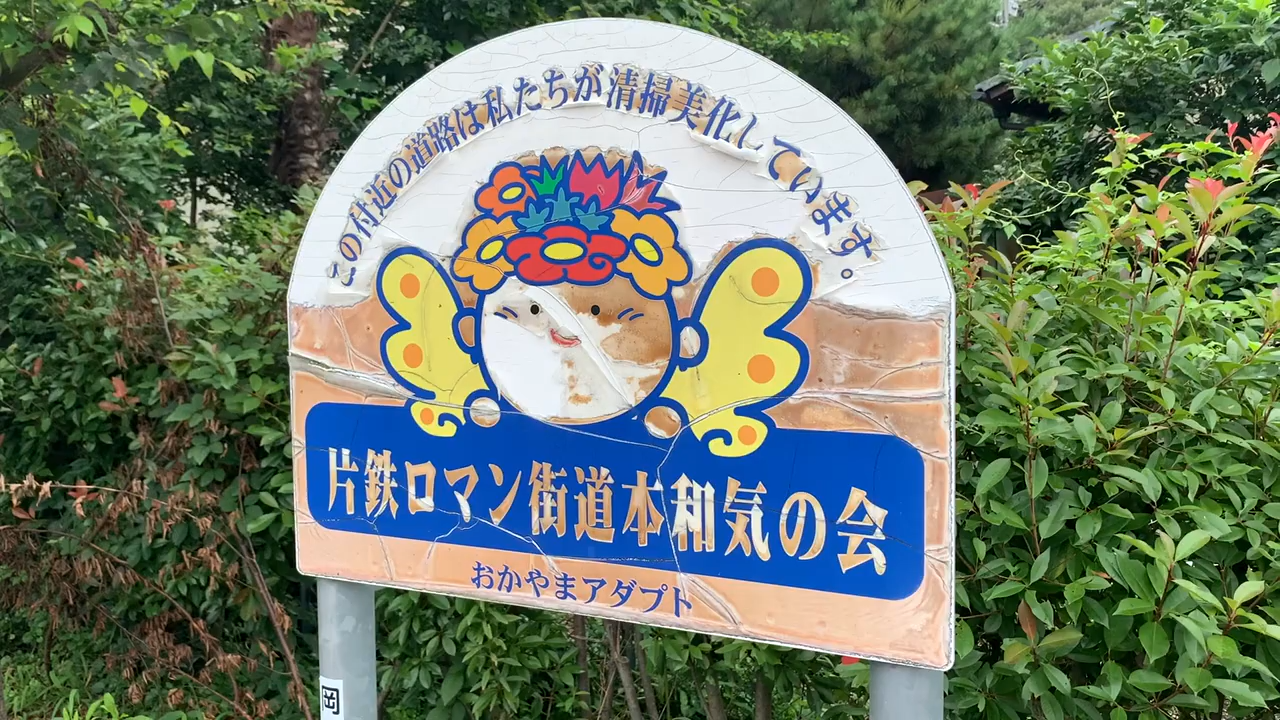 この付近の道路は私たちが清掃美化しています。
片鉄ロマン街道本和気の会
おかやまアダプト
岡